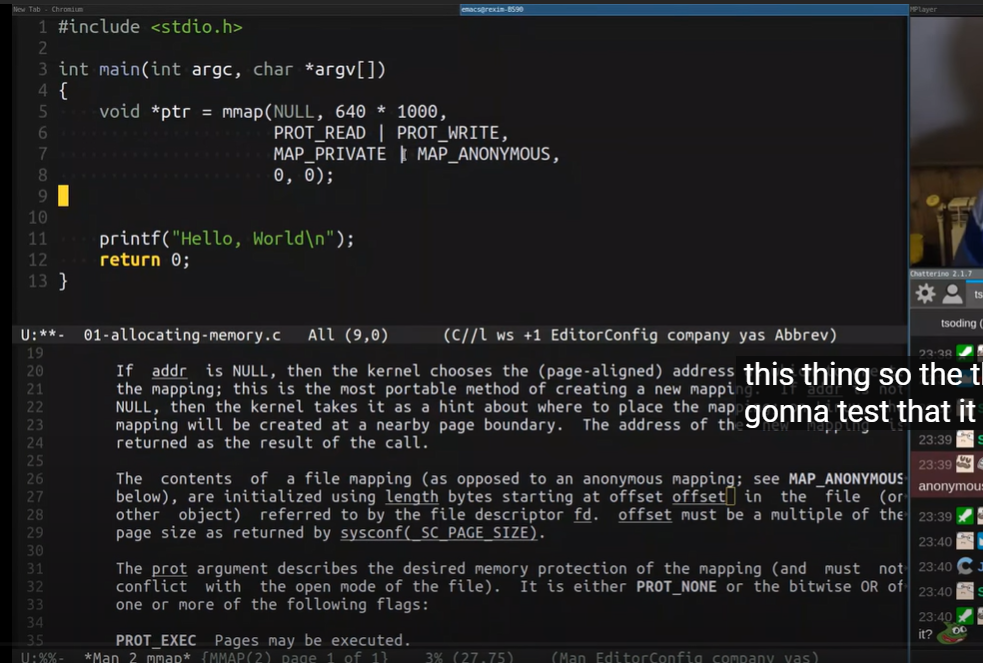 New Tab - Chromium
emacs@rexim-8590
MPlayer
1 #include <stdio.h>
2
3 int main(int argc, char *argv[])
4 {
5 void *ptr = mmap(NULL, 640 * 1000,
6 PROT_READ | PROT_WRITE,
7 MAP_PRIVATE | MAP_ANONYMOUS,
8 0, 0);
9
10
11 printf("Hello, World\n");
12 return 0;
13 }
Chatterino 2.1.7
ts
tsoding (
U:**- 01-allocating-memory.c All (9,0) (C//l ws +1 EditorConfig company yas Abbrev)
19
20 If addr is NULL, then the kernel chooses the (page-aligned) address
21 the mapping; this is the most portable method of creating a new mapping. If addr is not
22 NULL, then the kernel takes it as a hint about where to place the
23 mapping will be created at a nearby page boundary. The address of the new mapping is
24 returned as the result of the call.
25
26 The contents of a file mapping (as opposed to an anonymous mapping; see MAP_ANONYMOUS
27 below), are initialized using length bytes starting at offset offset in the file (or
28 other object) referred to by the file descriptor fd. offset must be a multiple of the
29 page size as returned by sysconf(_SC_PAGE_SIZE).
30
31 The prot argument describes the desired memory protection of the mapping (and must not
32 conflict with the open mode of the file). It is either PROT_NONE or the bitwise OR of
33 one or more of the following flags:
34
35 PROT_EXEC Pages may be executed.
U:%%- *Man 2 mmap* {MMAP(2) page 1 of 1} 3% (27,75) (Man EditorConfig company yas)
this thing so the th
gonna test that it
23:38
23:39
23:39
anonymous
23:39
23:40
23:40
23:40
23:40
it?